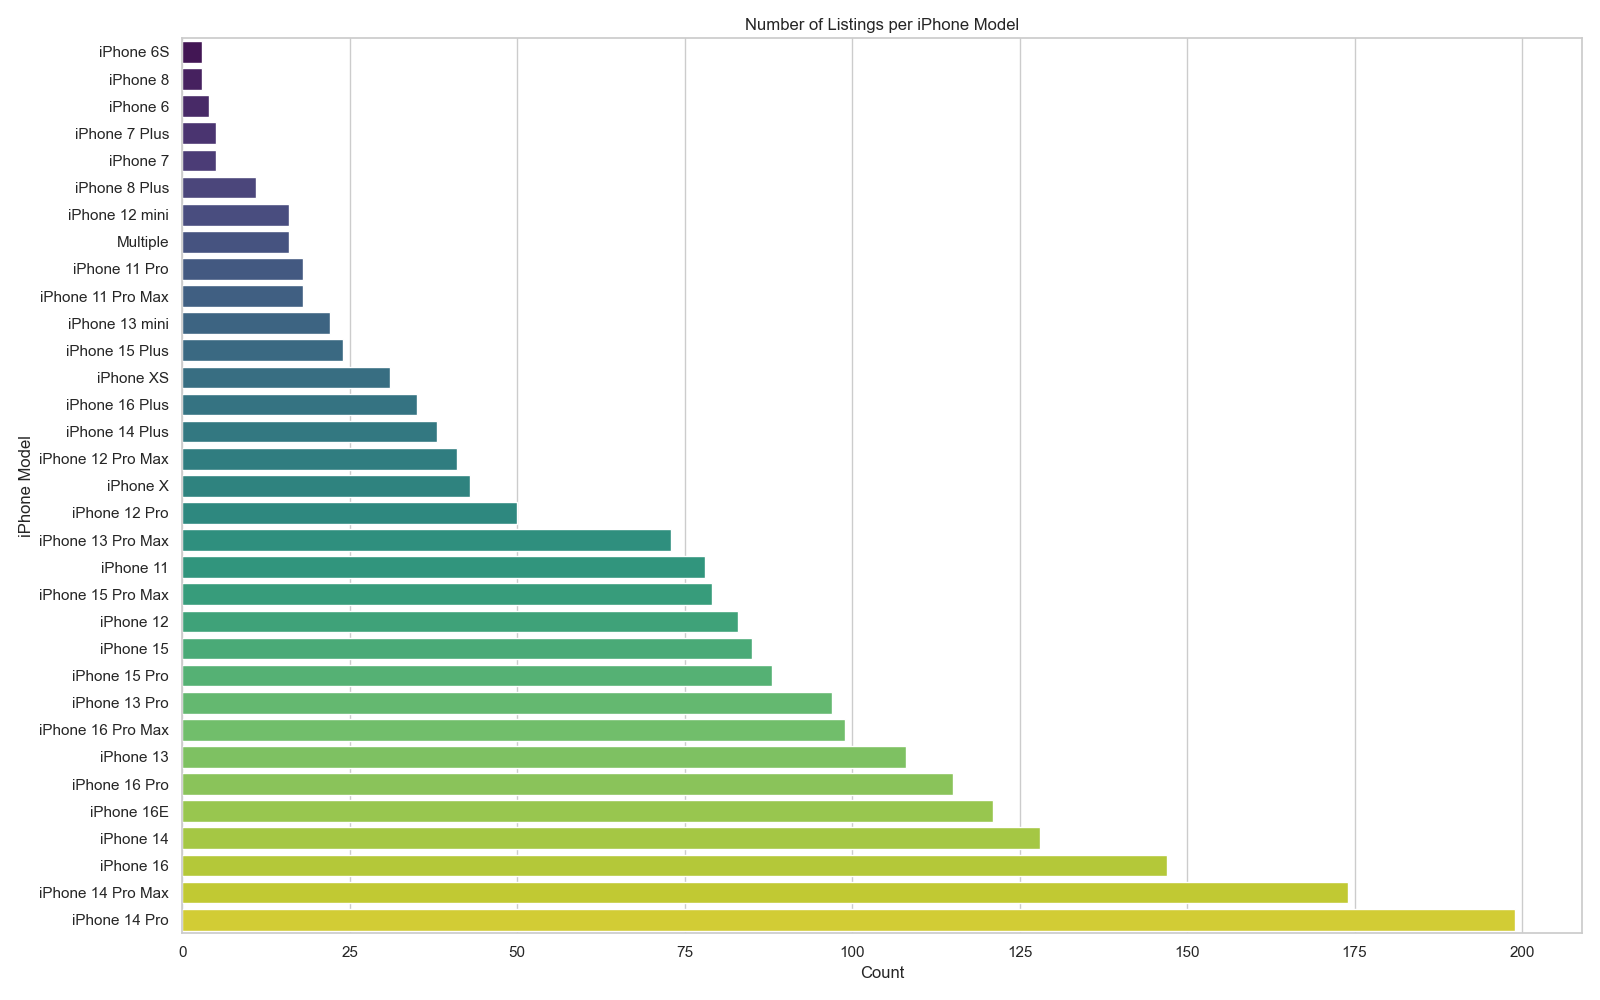 Number of Listings per iPhone Model
iPhone Model
iPhone 6S
iPhone 8
iPhone 6
iPhone 7 Plus
iPhone 7
iPhone 8 Plus
iPhone 12 mini
Multiple
iPhone 11 Pro
iPhone 11 Pro Max
iPhone 13 mini
iPhone 15 Plus
iPhone XS
iPhone 16 Plus
iPhone 14 Plus
iPhone 12 Pro Max
iPhone X
iPhone 12 Pro
iPhone 13 Pro Max
iPhone 11
iPhone 15 Pro Max
iPhone 12
iPhone 15
iPhone 15 Pro
iPhone 13 Pro
iPhone 16 Pro Max
iPhone 13
iPhone 16 Pro
iPhone 16E
iPhone 14
iPhone 16
iPhone 14 Pro Max
iPhone 14 Pro
0 25 50 75 100 125 150 175 200
Count